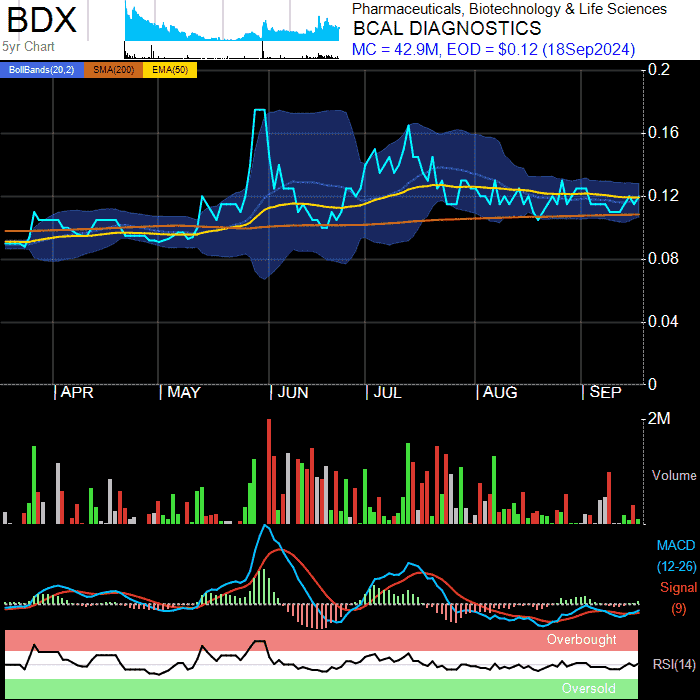 BDX
5yr Chart
Pharmaceuticals, Biotechnology & Life Sciences
BCAL DIAGNOSTICS
MC = 42.9M, EOD = $0.12 (18Sep2024)
BollBands(20,2) SMA(200) EMA(50)
0.2
0.16
0.12
0.08
0.04
0
APR MAY JUN JUL AUG SEP
2M
Volume
MACD
(12-26)
Signal
(9)
Overbought
RSI(14)
Oversold